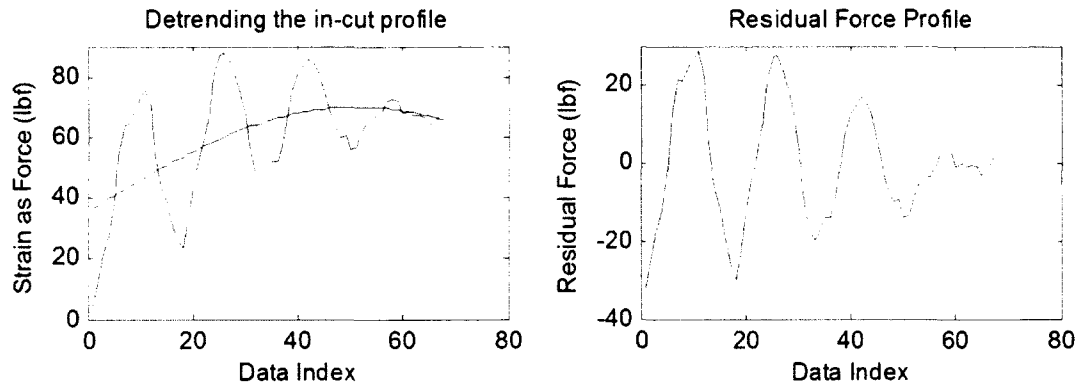 Detrending the in-cut profile
Strain as Force (lbf)
80
60
40
20
0
0 20 40 60 80
Data Index
Residual Force Profile
Residual Force (lbf)
20
0
-20
-40
0 20 40 60 80
Data Index